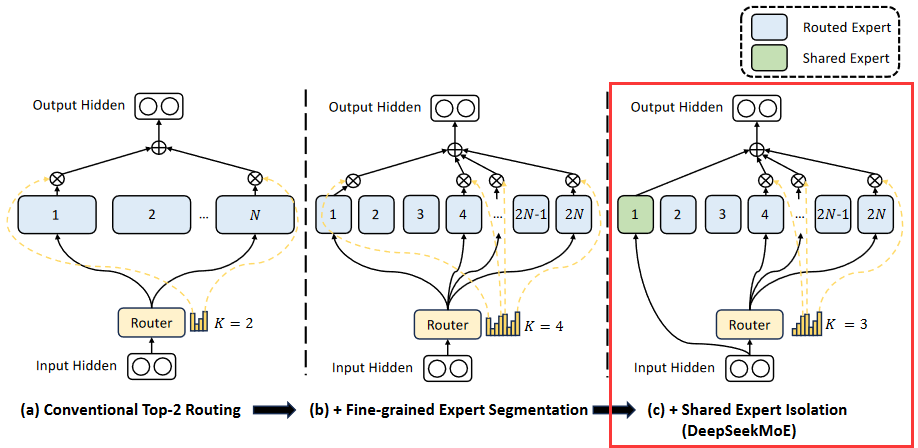 Routed Expert
Shared Expert
Output Hidden
1
2
...
N
Router
K = 2
Input Hidden
(a) Conventional Top-2 Routing
Output Hidden
1
2
3
4
...
2N-1
2N
Router
K = 4
Input Hidden
(b) + Fine-grained Expert Segmentation
Output Hidden
1
2
3
4
...
2N-1
2N
Router
K = 3
Input Hidden
(c) + Shared Expert Isolation
(DeepSeekMoE)